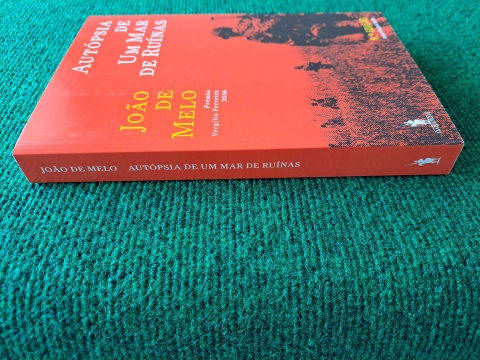 AUTÓPSIA
DE
UM MAR
DE RUÍNAS
JOÃO
DE
MELO
Prémio
Vergílio Ferreira
2016
JOÃO DE MELO AUTÓPSIA DE UM MAR DE RUÍNAS